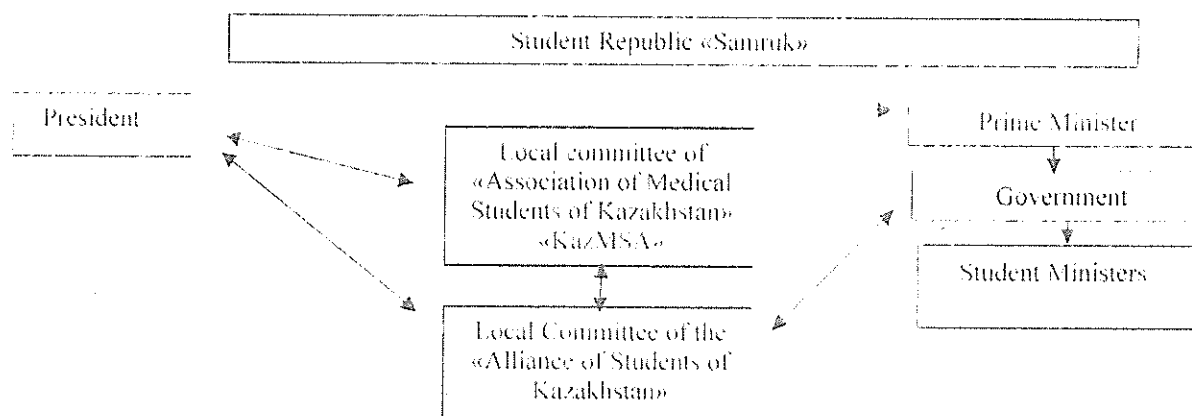 Student Republic «Samruk»
President
Prime Minister
Local committee of
«Association of Medical
Students of Kazakhstan»
«KazMSA»
Government
Student Ministers
Local Committee of the
«Alliance of Students of
Kazakhstan»